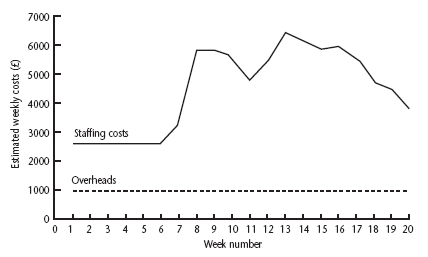 Estimated weekly costs (£)
7000
6000
5000
4000
3000
2000
1000
0
Staffing costs
Overheads
0 1 2 3 4 5 6 7 8 9 10 11 12 13 14 15 16 17 18 19 20
Week number